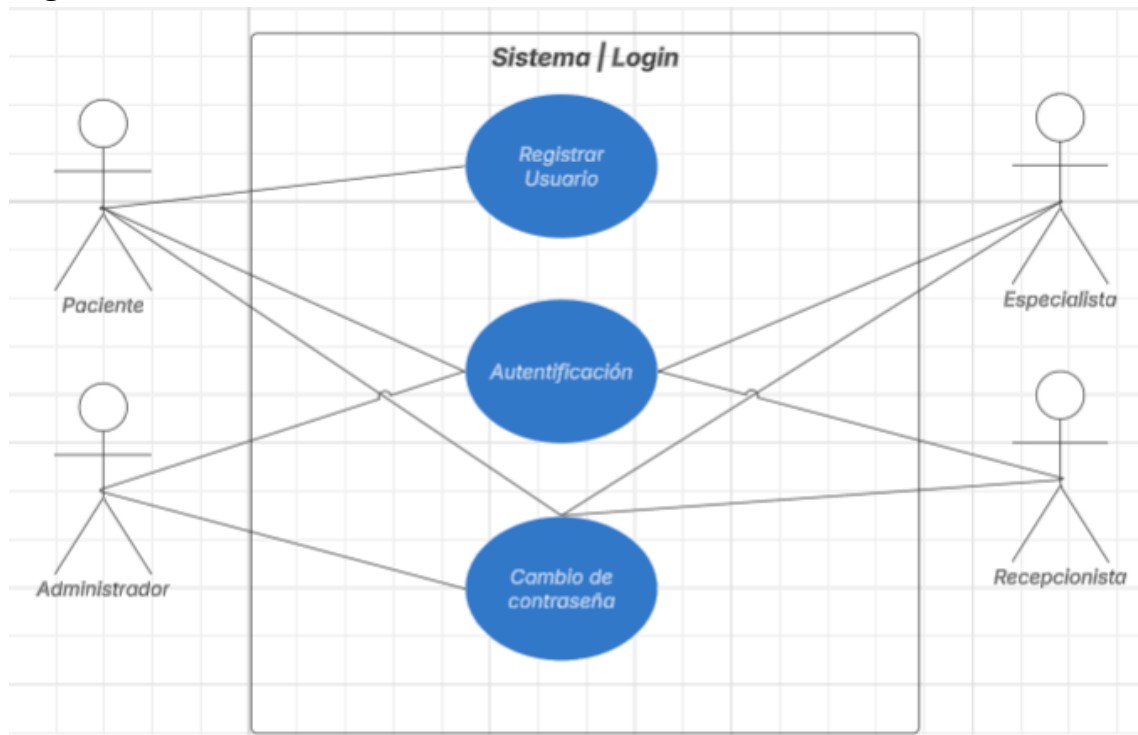 Sistema | Login
Registrar
Usuario
Paciente
Especialista
Autentificación
Administrador
Recepcionista
Cambio de
contraseña